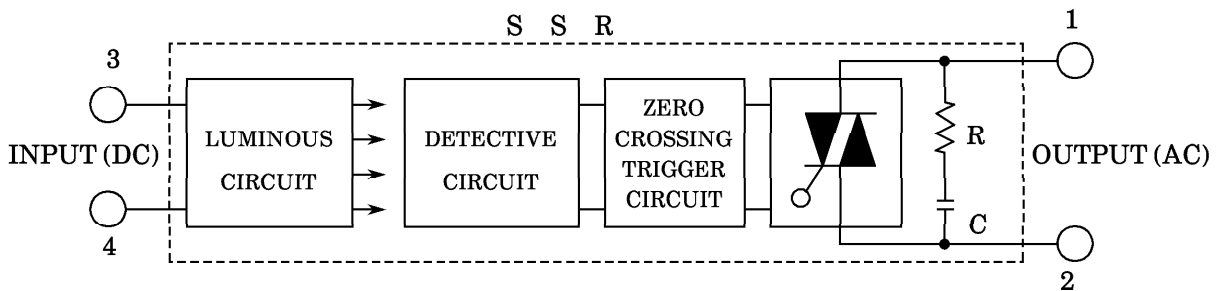 S S R
1
3
LUMINOUS
CIRCUIT
DETECTIVE
CIRCUIT
ZERO
CROSSING
TRIGGER
CIRCUIT
R
INPUT (DC)
OUTPUT (AC)
C
4
2